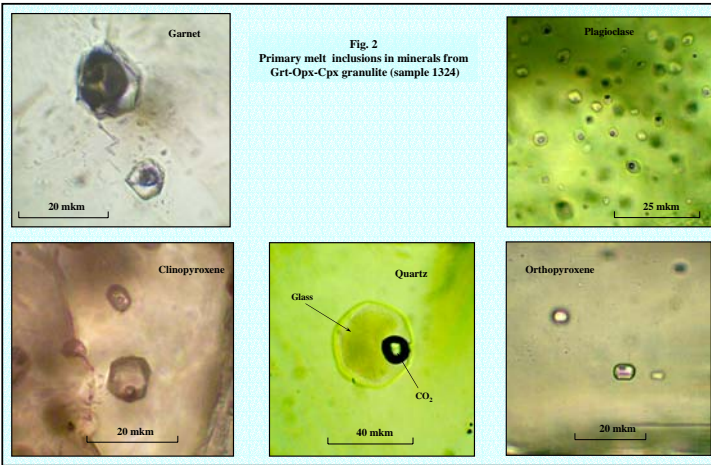 Garnet
20 mkm
Fig. 2
Primary melt inclusions in minerals from
Grt-Opx-Cpx granulite (sample 1324)
Plagioclase
25 mkm
Clinopyroxene
20 mkm
Quartz
Glass
CO₂
40 mkm
Orthopyroxene
20 mkm